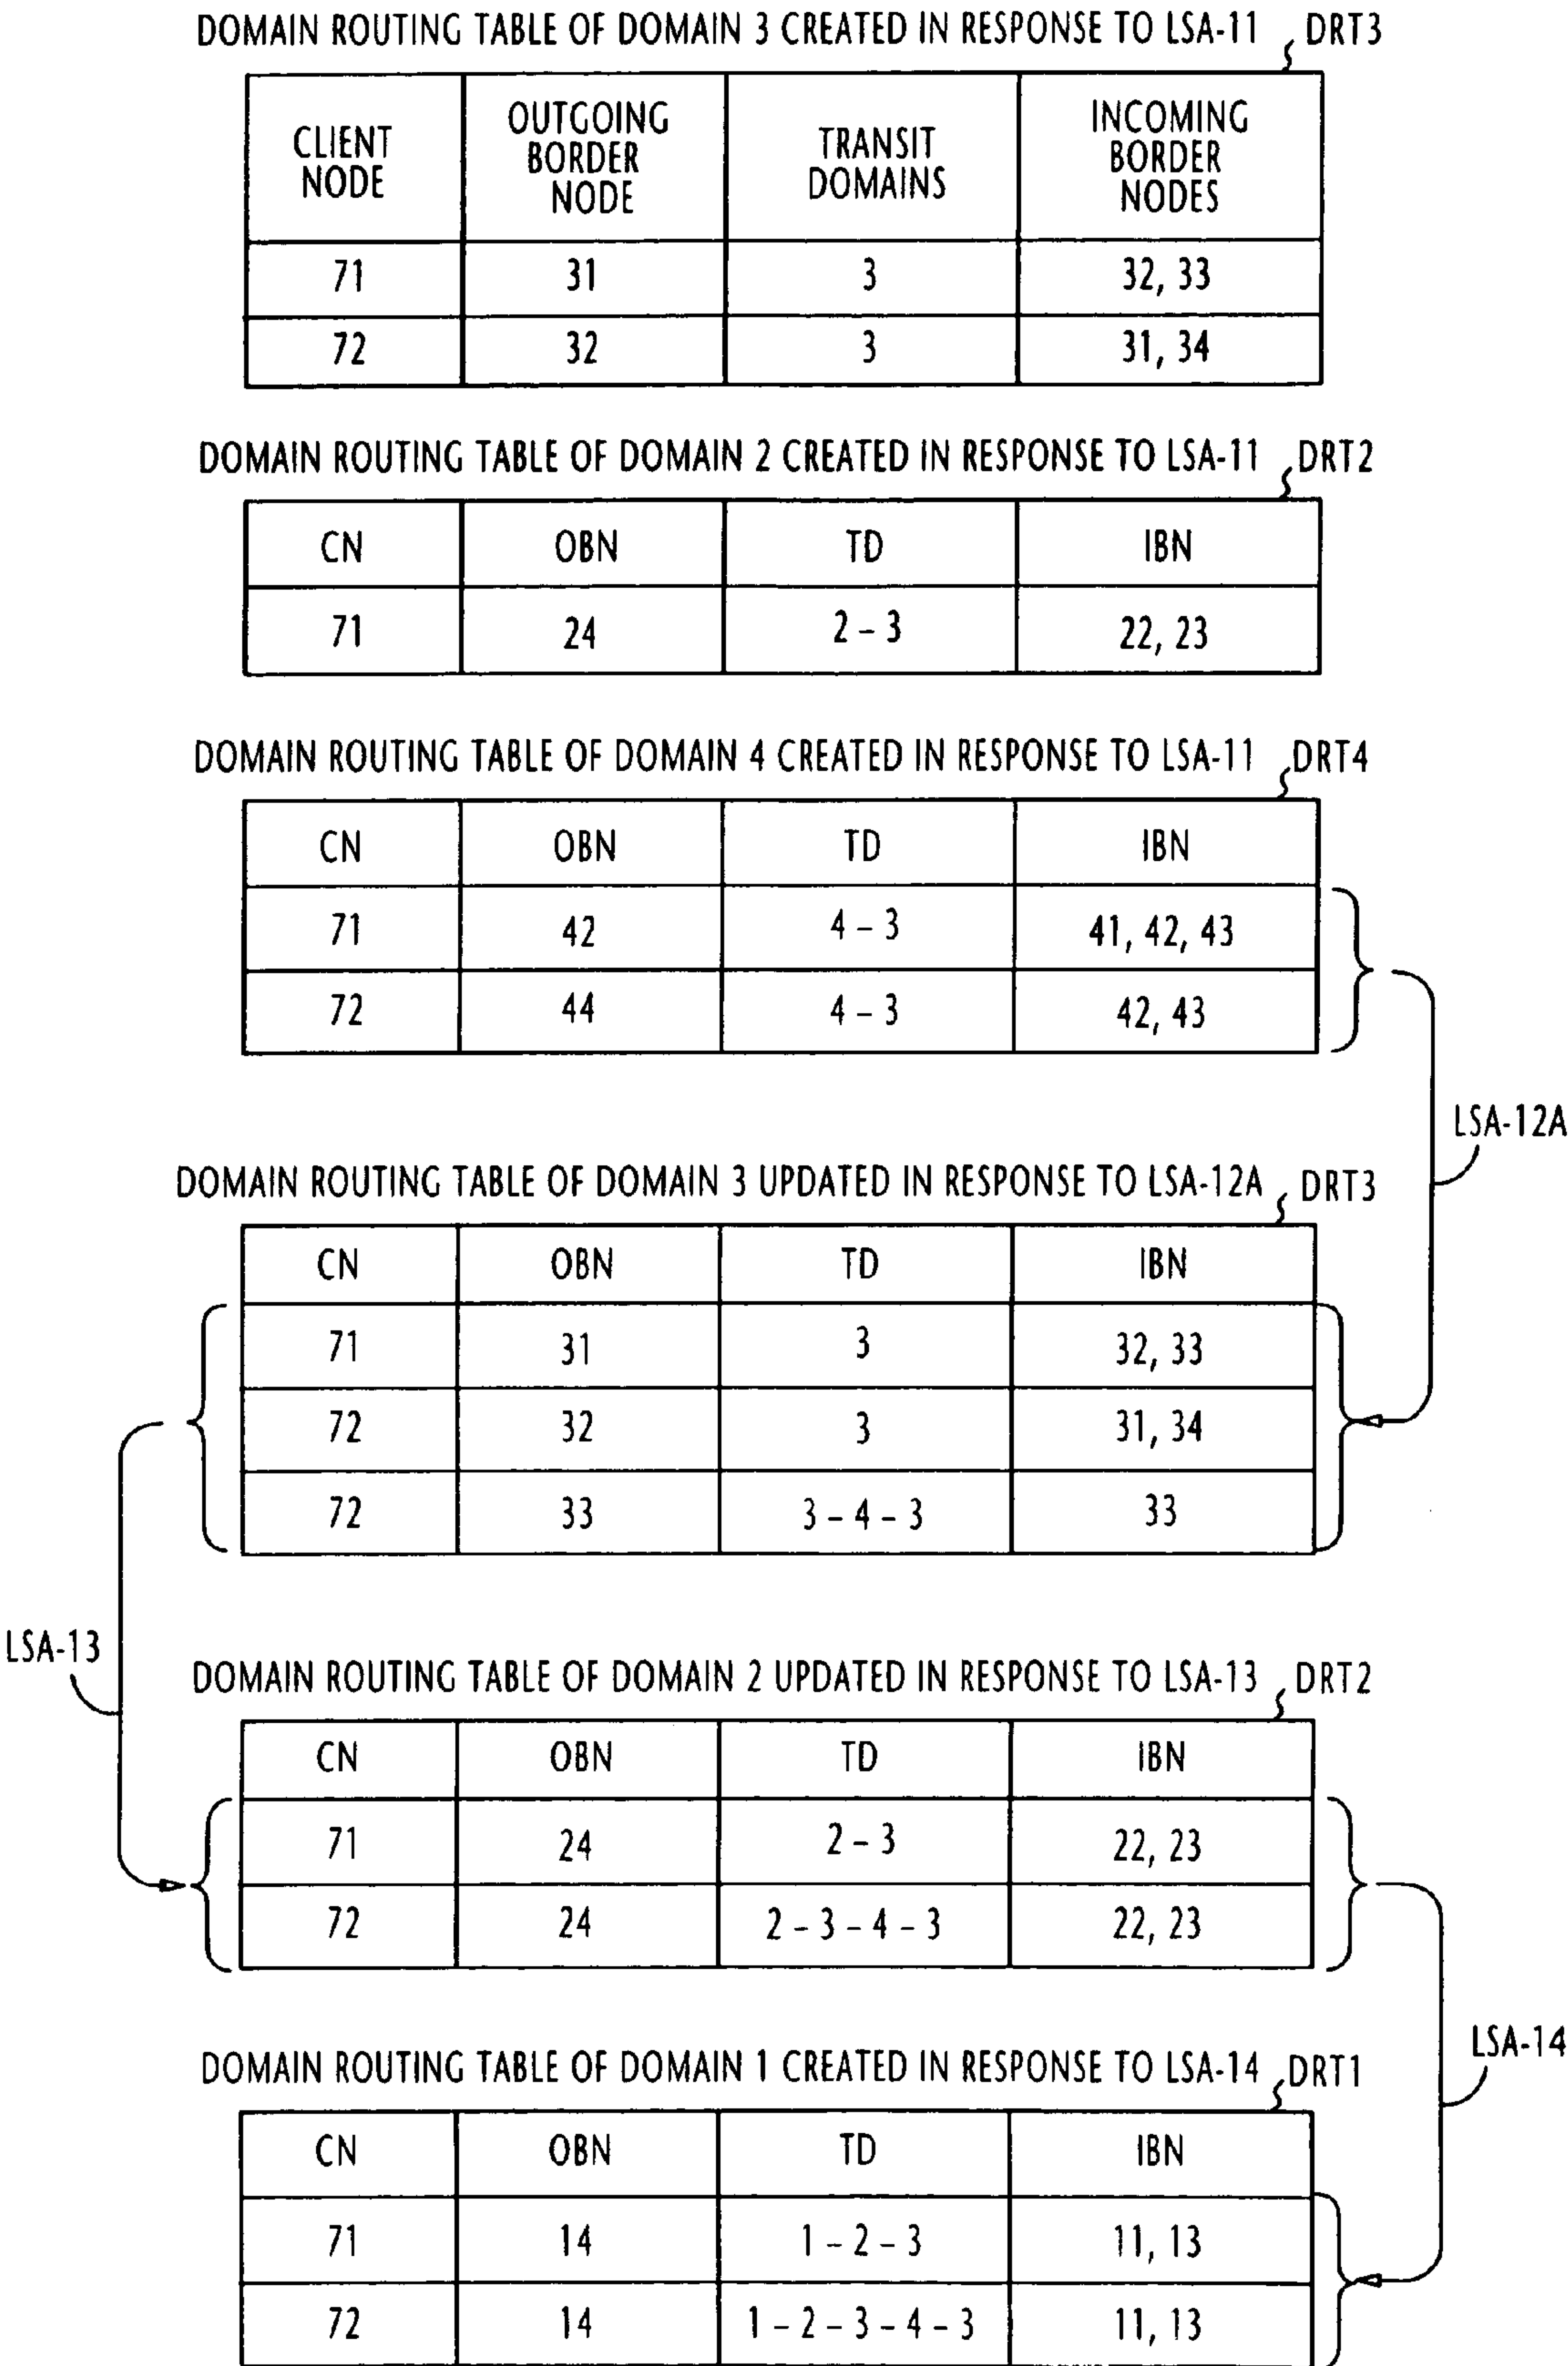 DOMAIN ROUTING TABLE OF DOMAIN 3 CREATED IN RESPONSE TO LSA-11 DRT3
CLIENT NODE OUTGOING BORDER NODE TRANSIT DOMAINS INCOMING BORDER NODES
71 31 3 32, 33
72 32 3 31, 34
DOMAIN ROUTING TABLE OF DOMAIN 2 CREATED IN RESPONSE TO LSA-11 DRT2
CN OBN TD IBN
71 24 2 – 3 22, 23
DOMAIN ROUTING TABLE OF DOMAIN 4 CREATED IN RESPONSE TO LSA-11 DRT4
CN OBN TD IBN
71 42 4 – 3 41, 42, 43
72 44 4 – 3 42, 43
LSA-12A
DOMAIN ROUTING TABLE OF DOMAIN 3 UPDATED IN RESPONSE TO LSA-12A DRT3
CN OBN TD IBN
71 31 3 32, 33
72 32 3 31, 34
72 33 3 – 4 – 3 33
LSA-13
DOMAIN ROUTING TABLE OF DOMAIN 2 UPDATED IN RESPONSE TO LSA-13 DRT2
CN OBN TD IBN
71 24 2 – 3 22, 23
72 24 2 – 3 – 4 – 3 22, 23
LSA-14
DOMAIN ROUTING TABLE OF DOMAIN 1 CREATED IN RESPONSE TO LSA-14 DRT1
CN OBN TD IBN
71 14 1 – 2 – 3 11, 13
72 14 1 – 2 – 3 – 4 – 3 11, 13